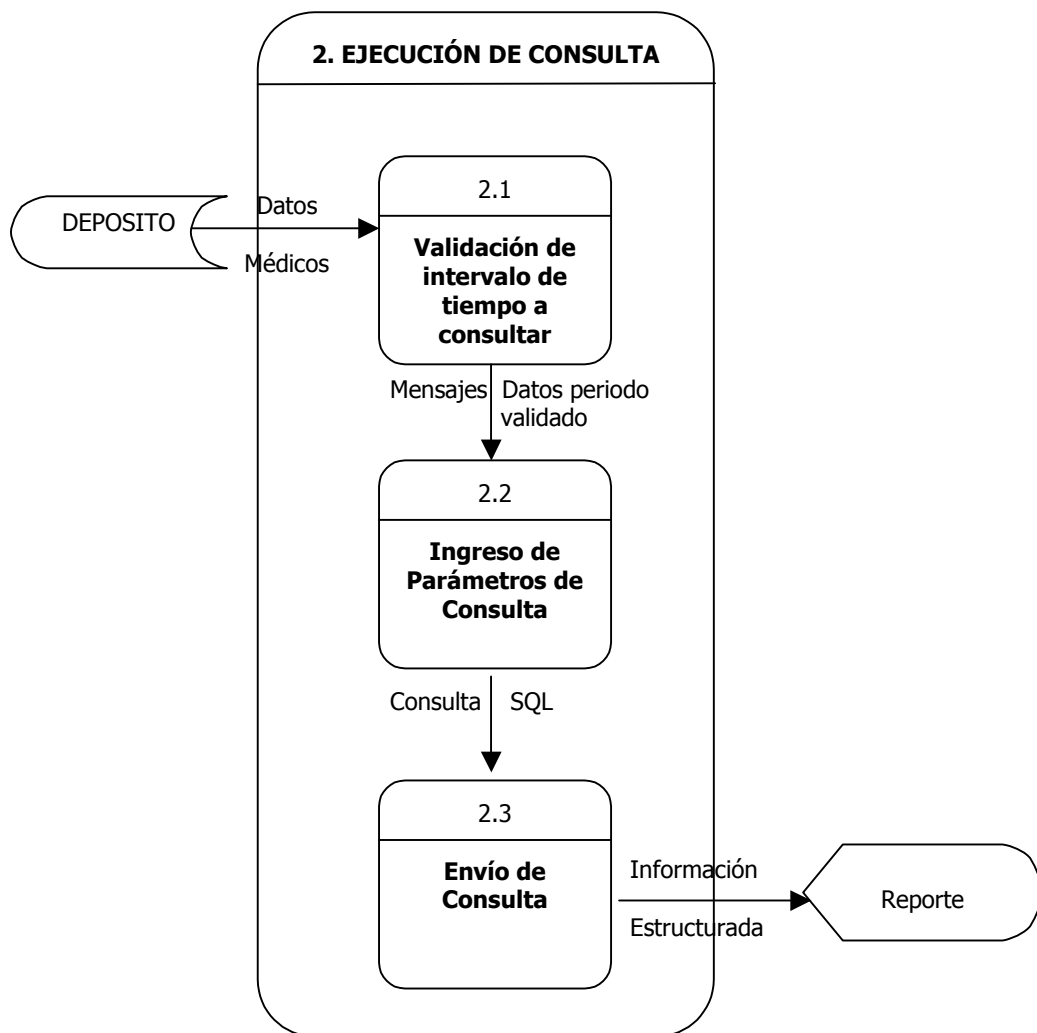 2. EJECUCIÓN DE CONSULTA
DEPOSITO
Datos
Médicos
2.1
Validación de
intervalo de
tiempo a
consultar
Mensajes
Datos periodo
validado
2.2
Ingreso de
Parámetros de
Consulta
Consulta
SQL
2.3
Envío de
Consulta
Información
Estructurada
Reporte